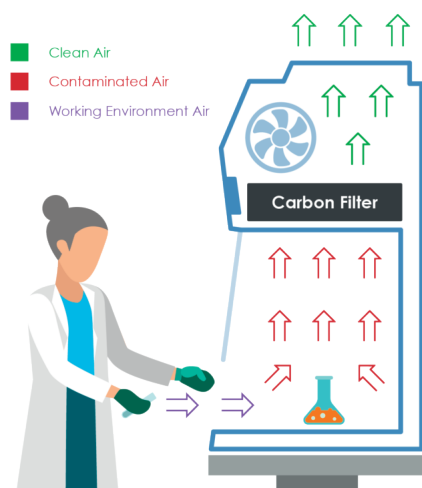 Clean Air
Contaminated Air
Working Environment Air
Carbon Filter